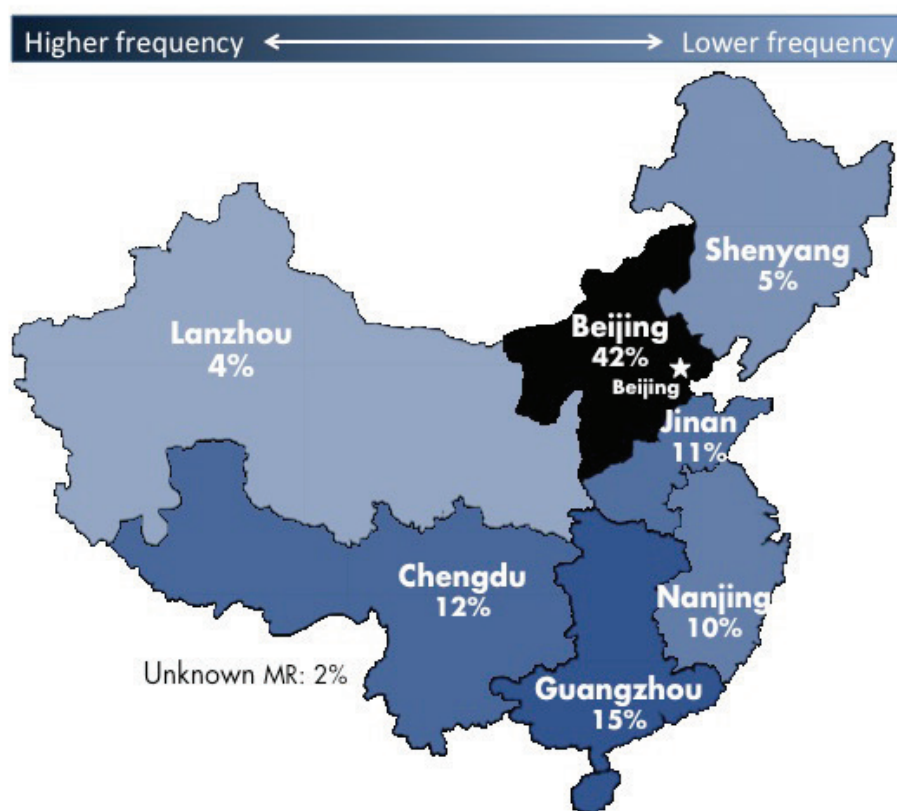 Higher frequency
Lower frequency
Shenyang
5%
Lanzhou
4%
Beijing
42%
Beijing
Jinan
11%
Chengdu
12%
Nanjing
10%
Unknown MR: 2%
Guangzhou
15%